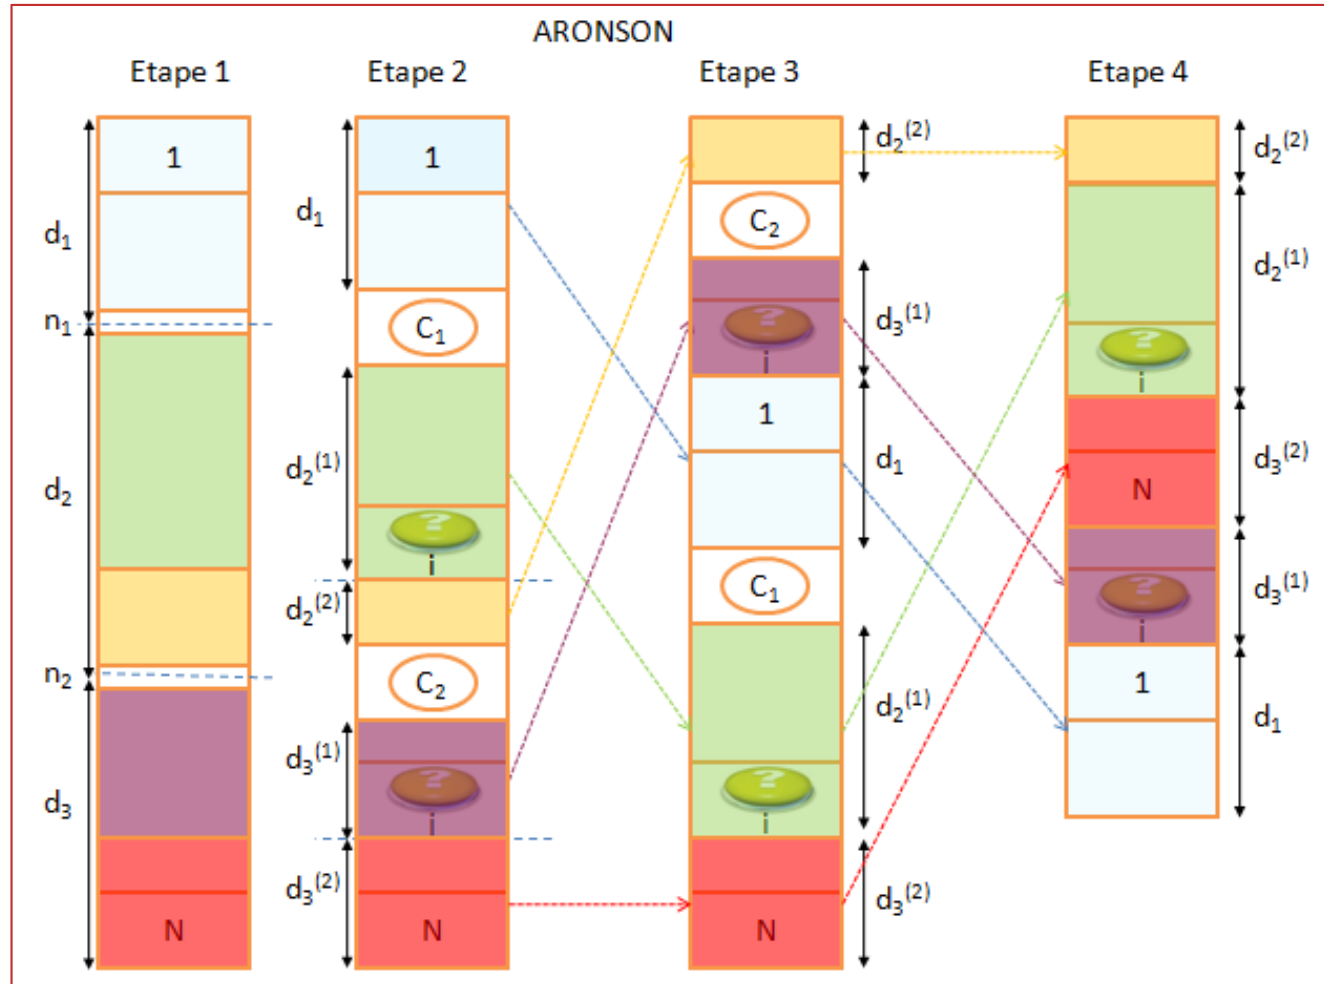 ARONSON
Etape 1 Etape 2 Etape 3 Etape 4
1
d₁
n₁
d₂
n₂
d₃
N
1
d₁
C₁
d₂⁽¹⁾
?
i
d₂⁽²⁾
C₂
d₃⁽¹⁾
?
i
d₃⁽²⁾
N
d₂⁽²⁾
C₂
?
i
d₃⁽¹⁾
1
d₁
C₁
d₂⁽¹⁾
?
i
N
d₃⁽²⁾
d₂⁽²⁾
d₂⁽¹⁾
?
i
d₃⁽²⁾
N
d₃⁽¹⁾
?
i
1
d₁